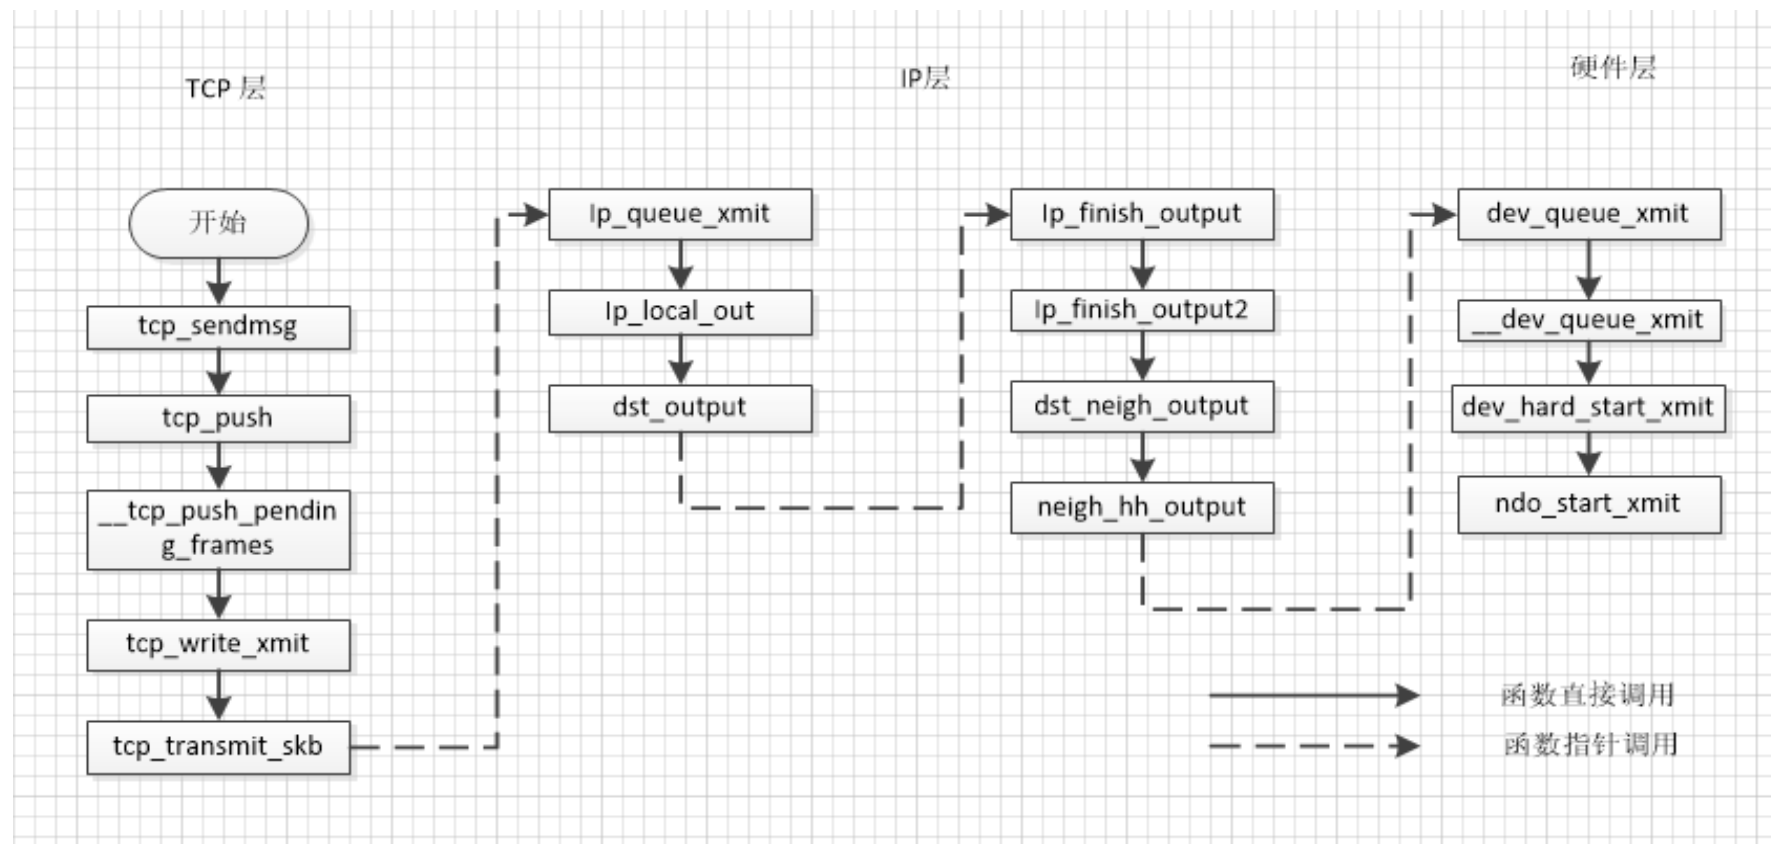 TCP 层
IP层
硬件层
开始
tcp_sendmsg
tcp_push
__tcp_push_pendin
g_frames
tcp_write_xmit
tcp_transmit_skb
Ip_queue_xmit
Ip_local_out
dst_output
Ip_finish_output
Ip_finish_output2
dst_neigh_output
neigh_hh_output
dev_queue_xmit
__dev_queue_xmit
dev_hard_start_xmit
ndo_start_xmit
函数直接调用
函数指针调用